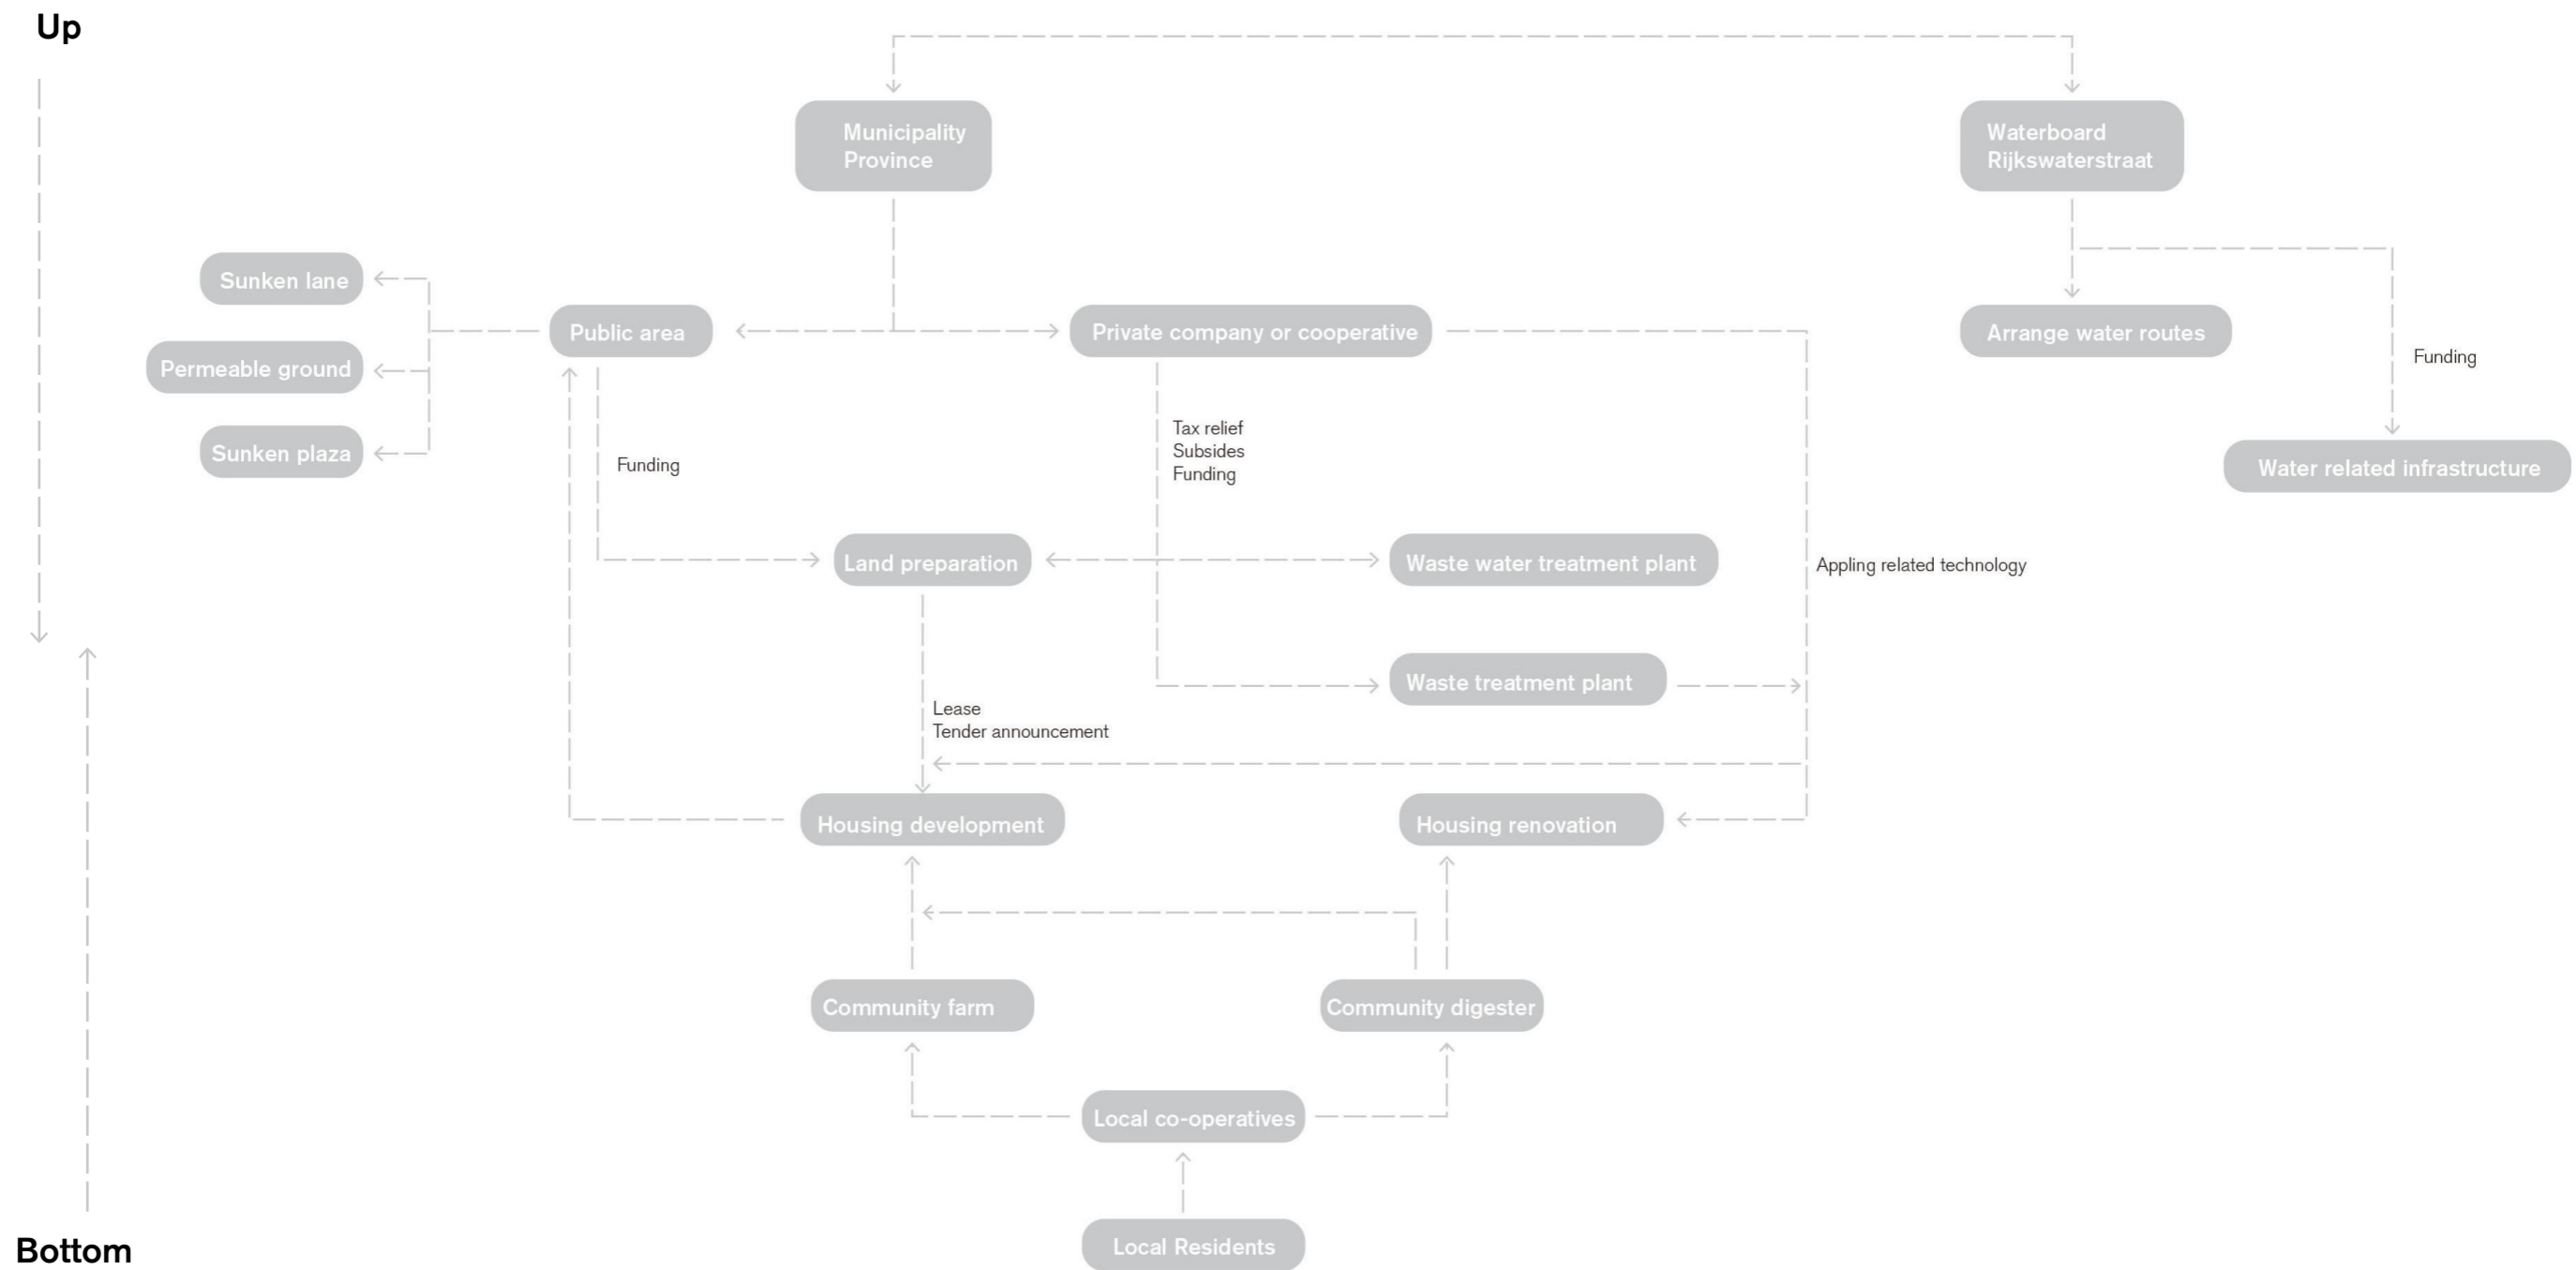 Up
Municipality
Province
Waterboard
Rijkswaterstraat
Sunken lane
Public area
Private company or cooperative
Arrange water routes
Permeable ground
Funding
Sunken plaza
Tax relief
Subsides
Funding
Funding
Water related infrastructure
Land preparation
Waste water treatment plant
Appling related technology
Waste treatment plant
Lease
Tender announcement
Housing development
Housing renovation
Community farm
Community digester
Local co-operatives
Local Residents
Bottom